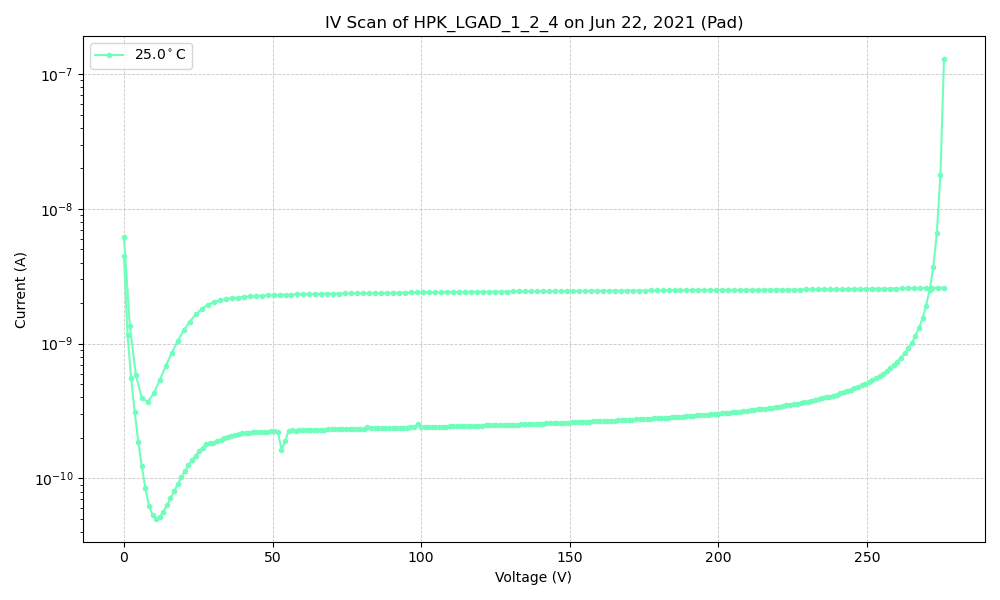 IV Scan of HPK_LGAD_1_2_4 on Jun 22, 2021 (Pad)
25.0°C
Current (A)
10⁻⁷
10⁻⁸
10⁻⁹
10⁻¹⁰
0 50 100 150 200 250
Voltage (V)